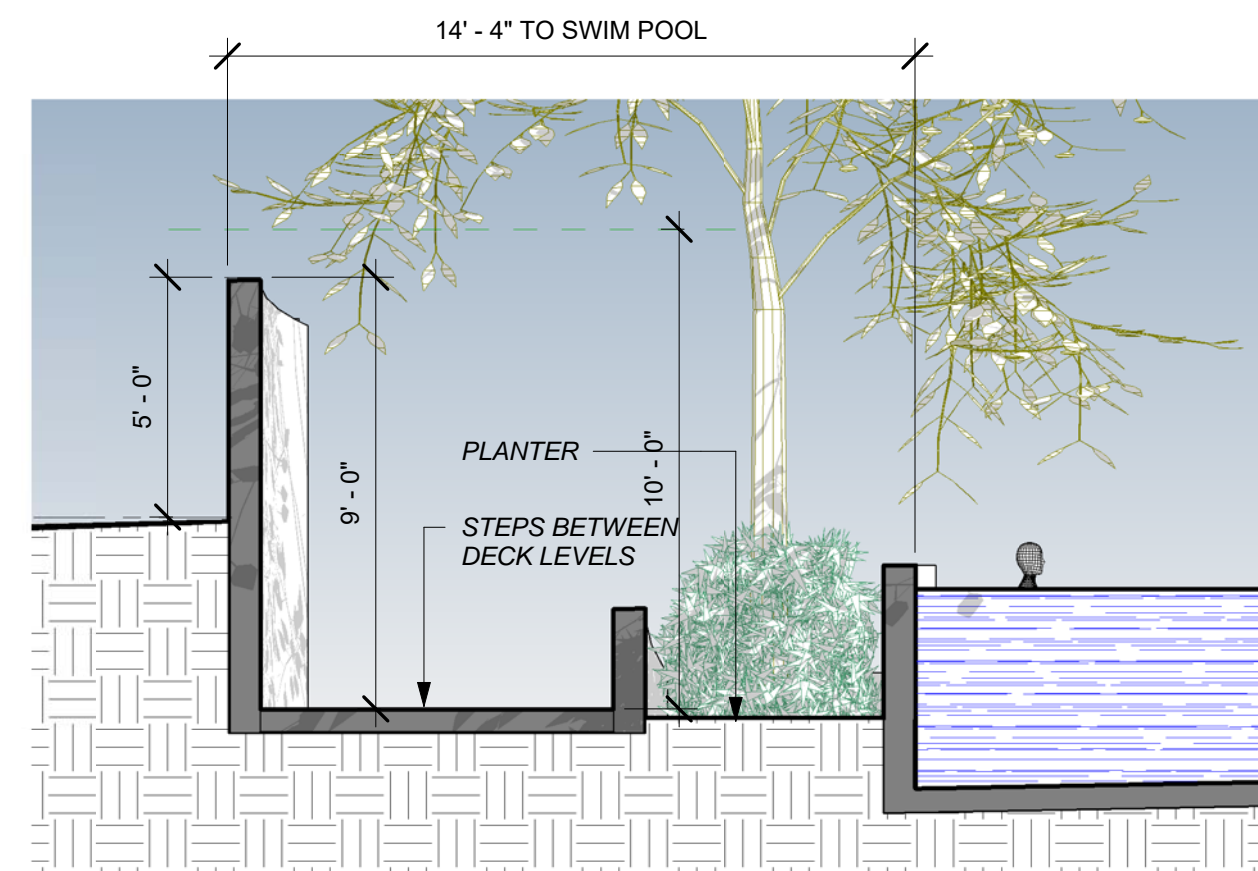 14' - 4" TO SWIM POOL
5' - 0"
9' - 0"
10' - 0"
PLANTER
STEPS BETWEEN
DECK LEVELS